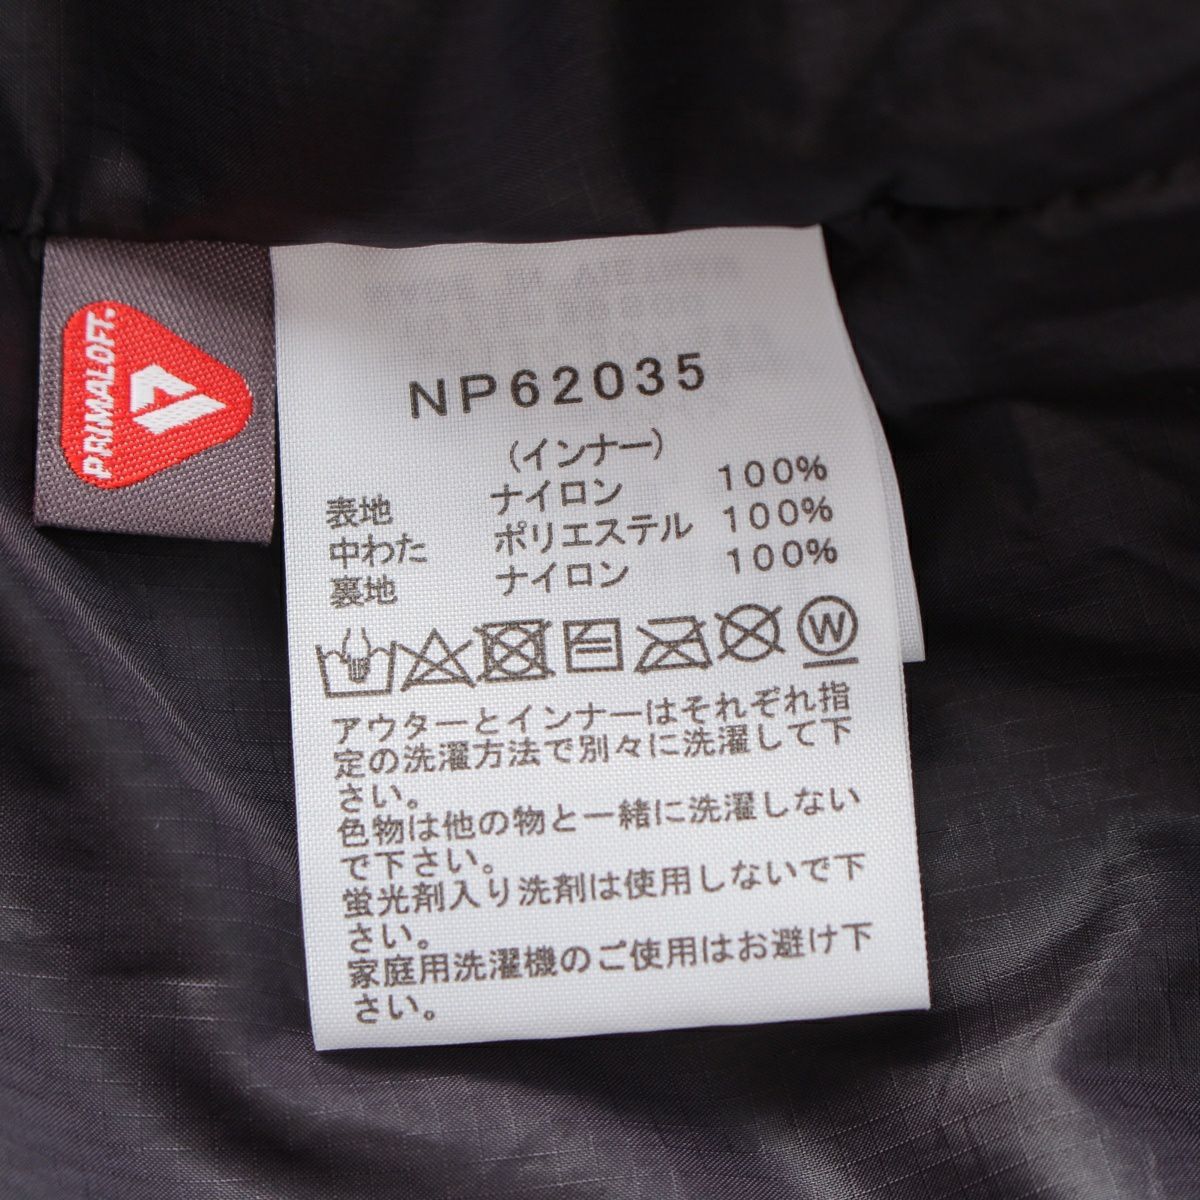 PRIMALOFT.
NP62035
(インナー)
表地 ナイロン 100%
中わた ポリエステル 100%
裏地 ナイロン 100%
W
アウターとインナーはそれぞれ指
定の洗濯方法で別々に洗濯して下
さい。
色物は他の物と一緒に洗濯しない
で下さい。
蛍光剤入り洗剤は使用しないで下
さい。
家庭用洗濯機のご使用はお避け下
さい。